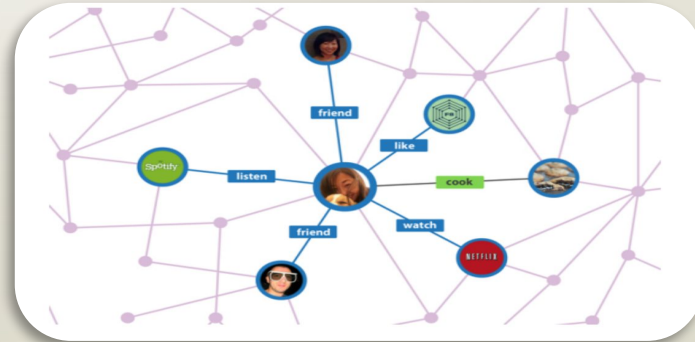 friend
like
Spotify
listen
cook
friend
watch
NETFLIX